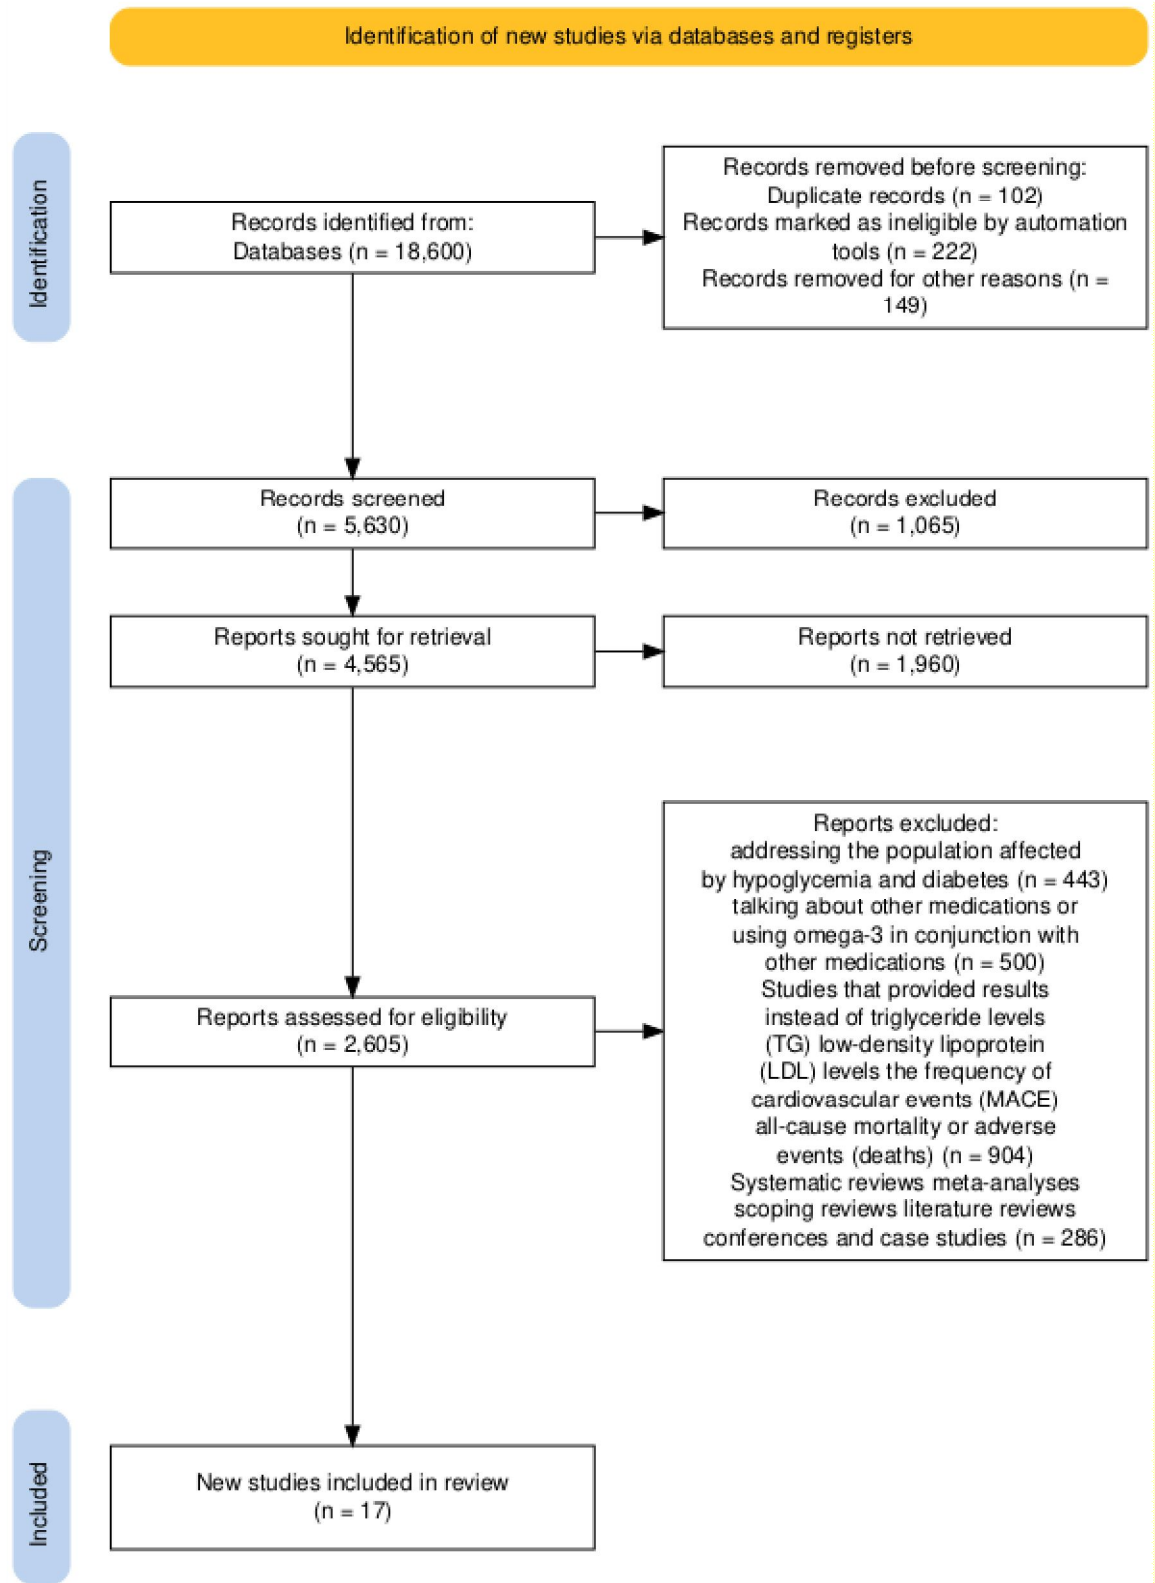 Identification of new studies via databases and registers
Identification
Records identified from:
Databases (n = 18,600)
Records removed before screening:
Duplicate records (n = 102)
Records marked as ineligible by automation
tools (n = 222)
Records removed for other reasons (n =
149)
Screening
Records screened
(n = 5,630)
Records excluded
(n = 1,065)
Reports sought for retrieval
(n = 4,565)
Reports not retrieved
(n = 1,960)
Reports assessed for eligibility
(n = 2,605)
Reports excluded:
addressing the population affected
by hypoglycemia and diabetes (n = 443)
talking about other medications or
using omega-3 in conjunction with
other medications (n = 500)
Studies that provided results
instead of triglyceride levels
(TG) low-density lipoprotein
(LDL) levels the frequency of
cardiovascular events (MACE)
all-cause mortality or adverse
events (deaths) (n = 904)
Systematic reviews meta-analyses
scoping reviews literature reviews
conferences and case studies (n = 286)
Included
New studies included in review
(n = 17)